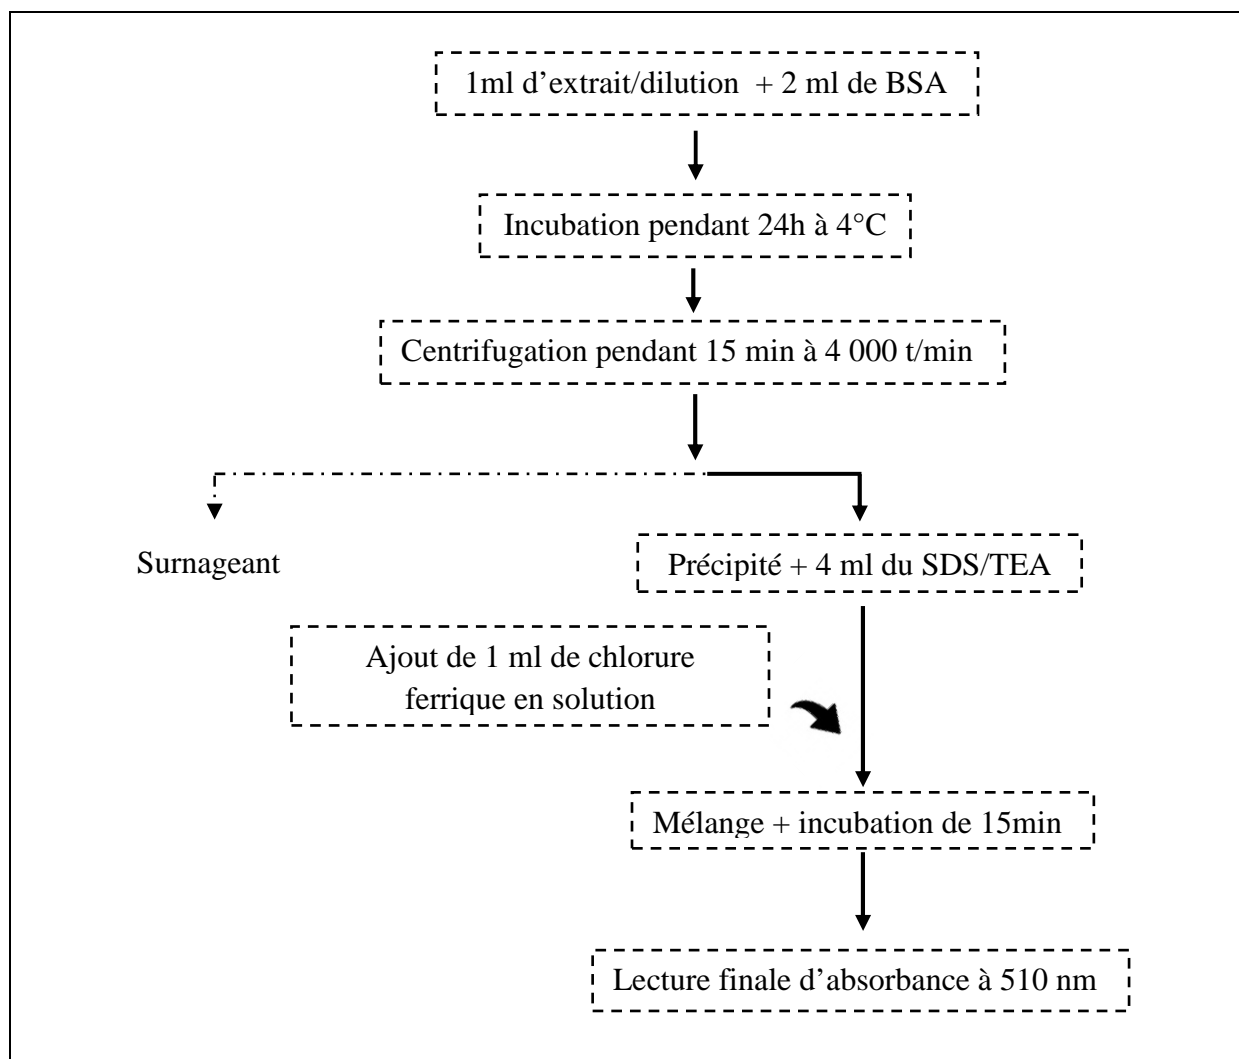 1ml d’extrait/dilution + 2 ml de BSA
Incubation pendant 24h à 4°C
Centrifugation pendant 15 min à 4 000 t/min
Surnageant
Précipité + 4 ml du SDS/TEA
Ajout de 1 ml de chlorure
ferrique en solution
Mélange + incubation de 15min
Lecture finale d’absorbance à 510 nm